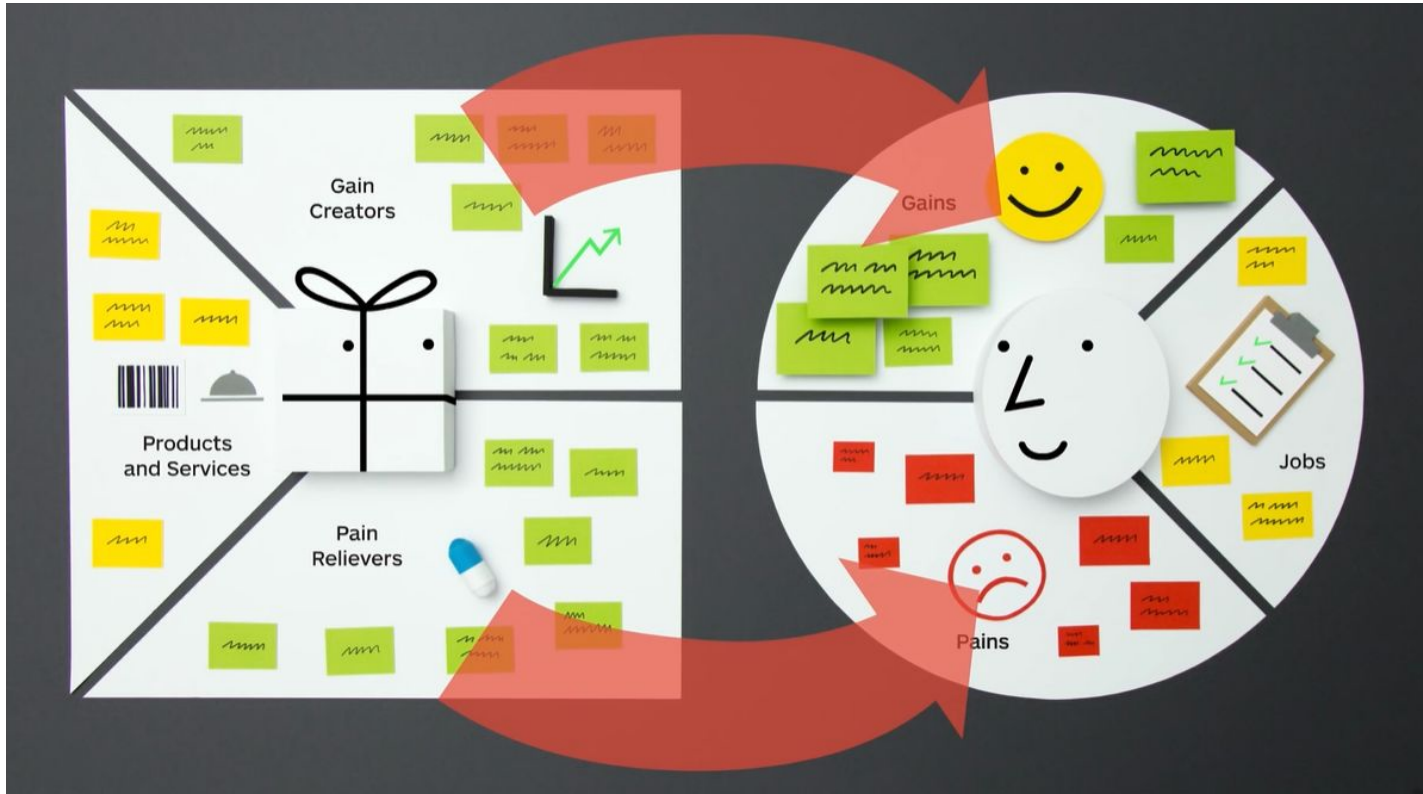 Gain
Creators
Gains
Products
and Services
Jobs
Pain
Relievers
Pains